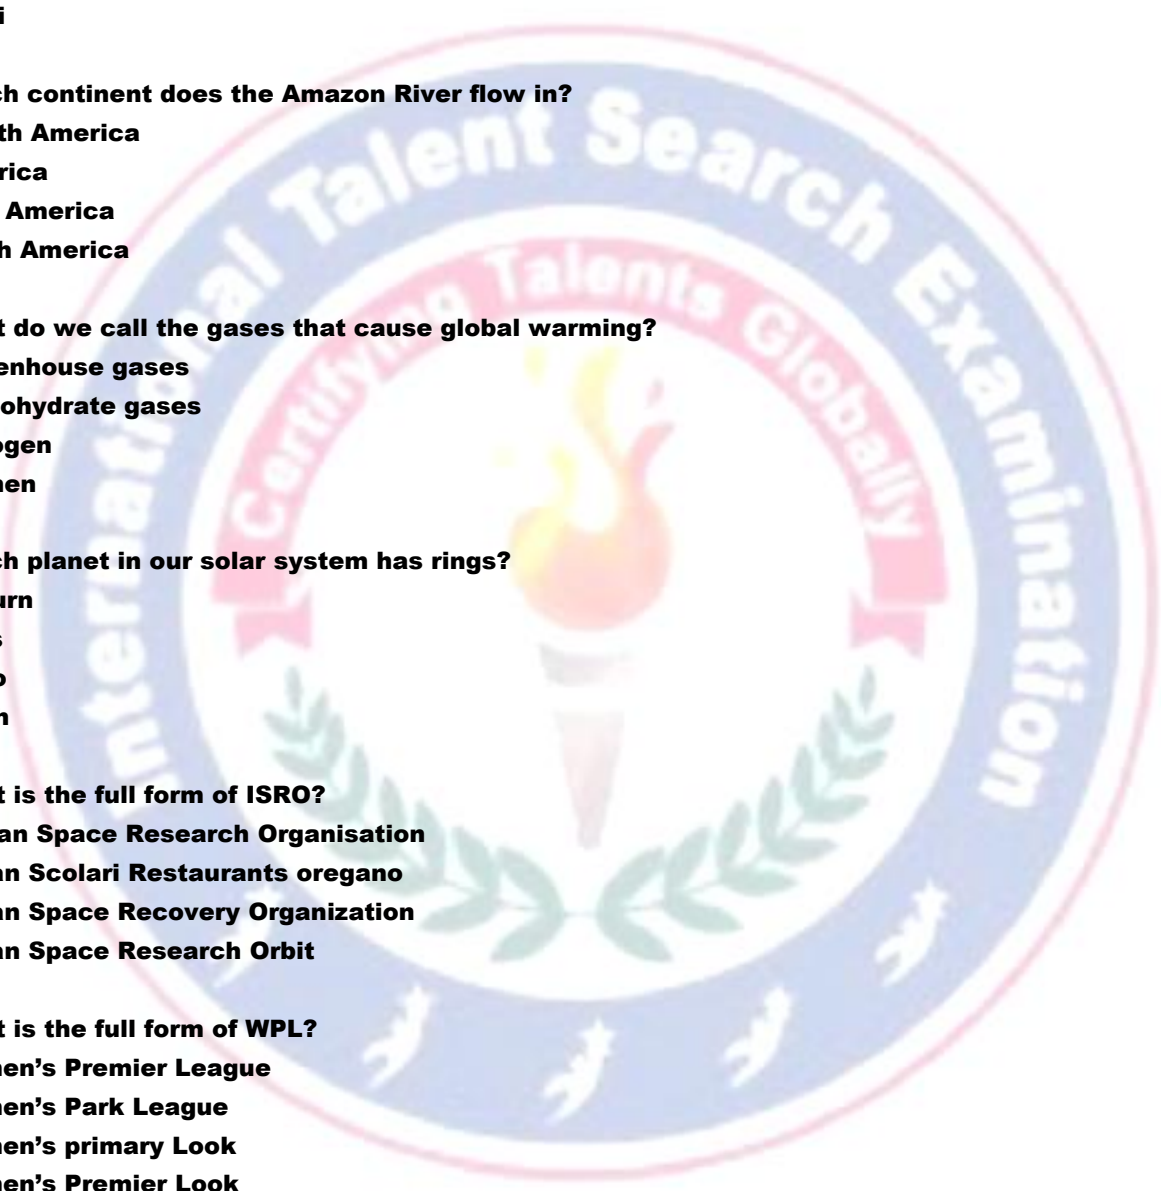 i
ch continent does the Amazon River flow in?
th America
rica
America
h America
t do we call the gases that cause global warming?
enhouse gases
ohydrate gases
ogen
nen
ch planet in our solar system has rings?
urn
s
o
n
t is the full form of ISRO?
an Space Research Organisation
an Scolari Restaurants oregano
an Space Recovery Organization
an Space Research Orbit
t is the full form of WPL?
nen’s Premier League
nen’s Park League
nen’s primary Look
nen’s Premier Look
International Talent Search Examination
Certifying Talents Globally